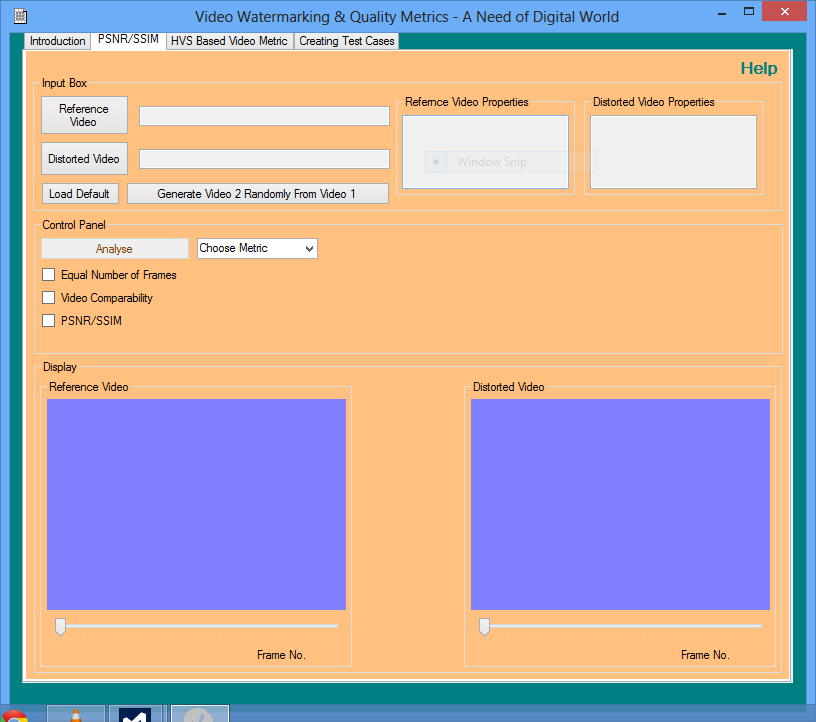 Video Watermarking & Quality Metrics - A Need of Digital World
Introduction
PSNR/SSIM
HVS Based Video Metric
Creating Test Cases
Help
Input Box
Reference
Video
Distorted Video
Load Default
Generate Video 2 Randomly From Video 1
Refernce Video Properties
Distorted Video Properties
Window Snip
Control Panel
Analyse
Choose Metric
Equal Number of Frames
Video Comparability
PSNR/SSIM
Display
Reference Video
Distorted Video
Frame No.
Frame No.